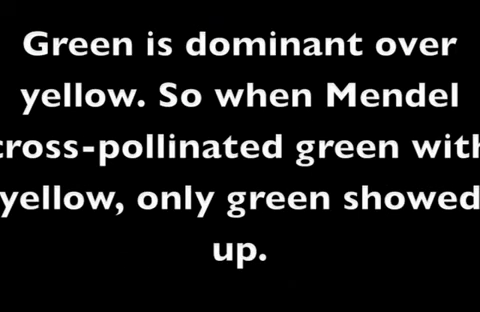 Green is dominant over
yellow. So when Mendel
cross-pollinated green with
yellow, only green showed
up.